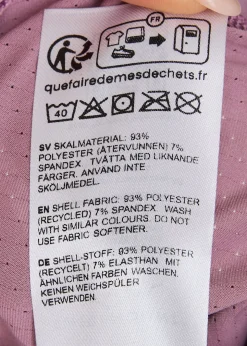 FR
quefairedemesdechets.fr
40
SV SKALMATERIAL: 93%
POLYESTER (ÅTERVUNNEN) 7%
SPANDEX TVÄTTA MED LIKNANDE
FÄRGER. ANVÄND INTE
SKÖLJMEDEL.
EN SHELL FABRIC: 93% POLYESTER
(RECYCLED) 7% SPANDEX WASH
WITH SIMILAR COLOURS. DO NOT
USE FABRIC SOFTENER.
DE SHELL-STOFF: 93% POLYESTER
(RECYCELT) 7% ELASTHAN MIT
ÄHNLICHEN FARBEN WASCHEN.
KEINEN WEICHSPÜLER
VERWENDEN.